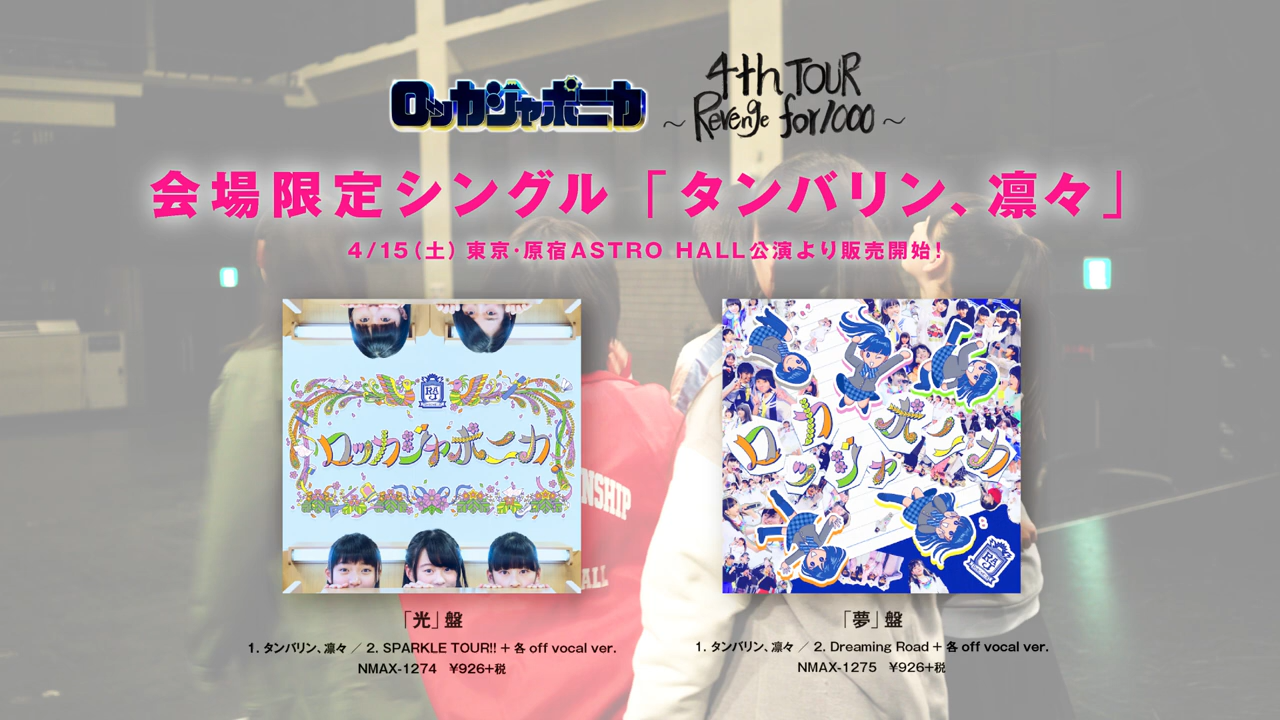 ロッカジャポニカ
4th TOUR
～Revenge for1000～
会場限定シングル「タンバリン、凛々」
4/15(土) 東京・原宿ASTRO HALL公演より販売開始!
RAJ
ロッカジャポニカ
NSHIP
ALL
ロッカジャポニカ
8
RAJ
「光」盤
1. タンバリン、凛々 ／ 2. SPARKLE TOUR!! + 各 off vocal ver.
NMAX-1274 ¥926+税
「夢」盤
1. タンバリン、凛々 ／ 2. Dreaming Road + 各 off vocal ver.
NMAX-1275 ¥926+税